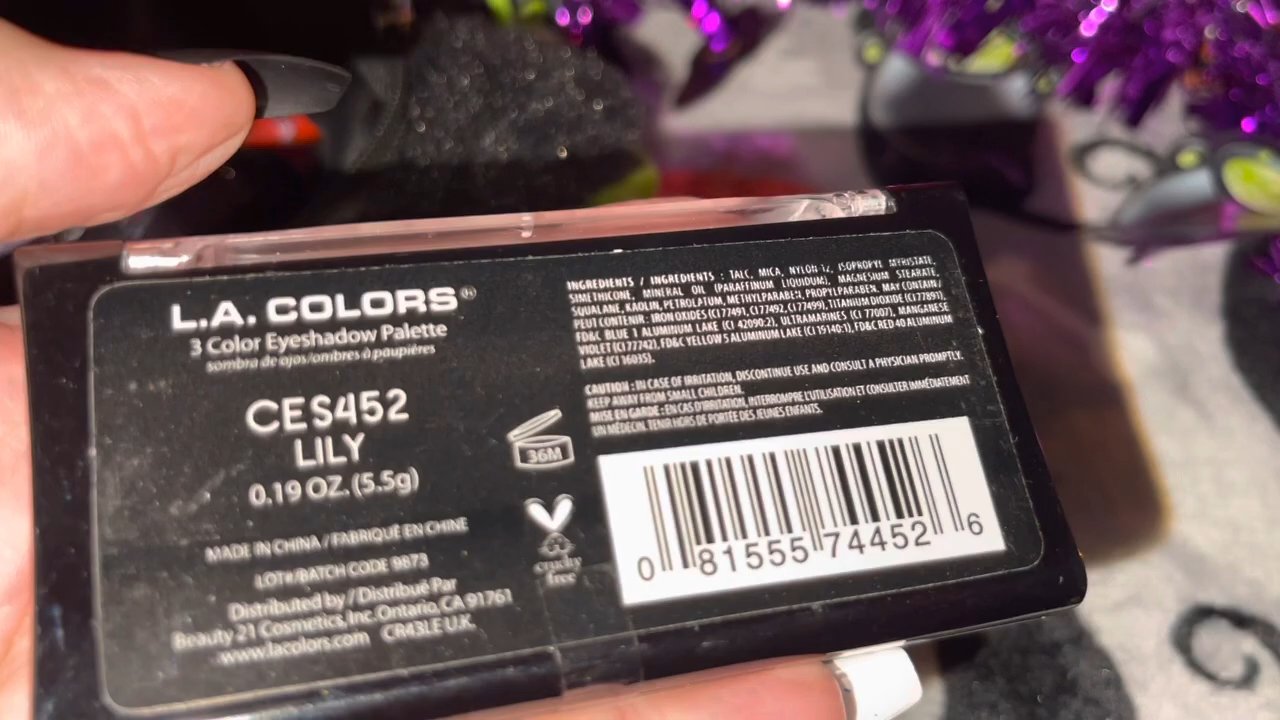 L.A. COLORS®
3 Color Eyeshadow Palette
sombra de ojos/ombres à paupières
CES452
LILY
0.19 OZ. (5.5g)
MADE IN CHINA / FABRIQUÉ EN CHINE
LOT#/BATCH CODE 9B73
Distributed by / Distribué Par
Beauty 21 Cosmetics, Inc. Ontario, CA 91761
www.lacolors.com CR43LE U.K.
36M
cruelty
free
INGREDIENTS / INGREDIENTS : TALC, MICA, NYLON-12, ISOPROPYL MYRISTATE,
SIMETHICONE, MINERAL OIL (PARAFFINUM LIQUIDUM), MAGNESIUM STEARATE,
SQUALANE, KAOLIN, PETROLATUM, METHYLPARABEN, PROPYLPARABEN. MAY CONTAIN /
PEUT CONTENIR : IRON OXIDES (CI 77491, CI 77492, CI 77499), TITANIUM DIOXIDE (CI 77891),
FD&C BLUE 1 ALUMINUM LAKE (CI 42090:2), ULTRAMARINES (CI 77007), MANGANESE
VIOLET (CI 77742), FD&C YELLOW 5 ALUMINUM LAKE (CI 19140:1), FD&C RED 40 ALUMINUM
LAKE (CI 16035).
CAUTION : IN CASE OF IRRITATION, DISCONTINUE USE AND CONSULT A PHYSICIAN PROMPTLY.
KEEP AWAY FROM SMALL CHILDREN.
MISE EN GARDE : EN CAS D'IRRITATION, INTERROMPRE L'UTILISATION ET CONSULTER IMMÉDIATEMENT
UN MÉDECIN. TENIR HORS DE PORTÉE DES JEUNES ENFANTS.
0 81555 74452 6